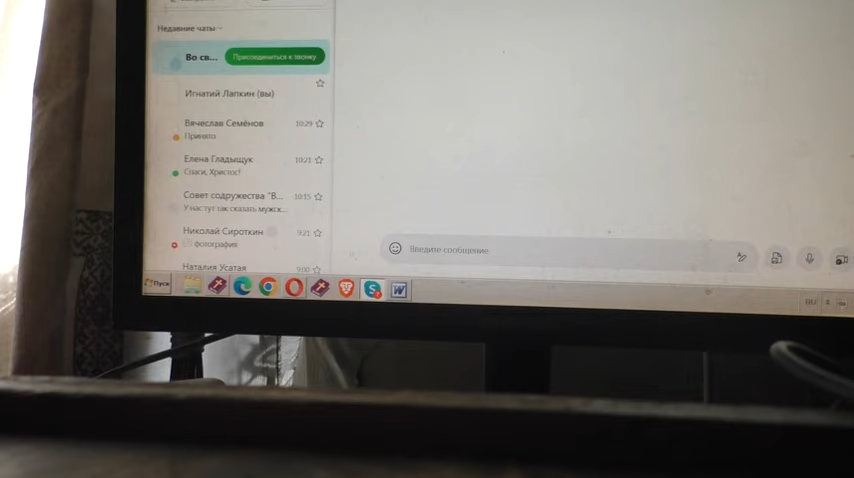 Недавние чаты
Во св... Присоединиться к звонку
Игнатий Лапкин (вы)
Вячеслав Семёнов 10:29
Принято
Елена Гладыщук 10:21
Спаси, Христос!
Совет содружества "В... 10:15
У нас тут так сказать мужск...
Николай Сироткин 9:21
фотография
Наталия Усатая 9:00
Введите сообщение
Пуск
RU